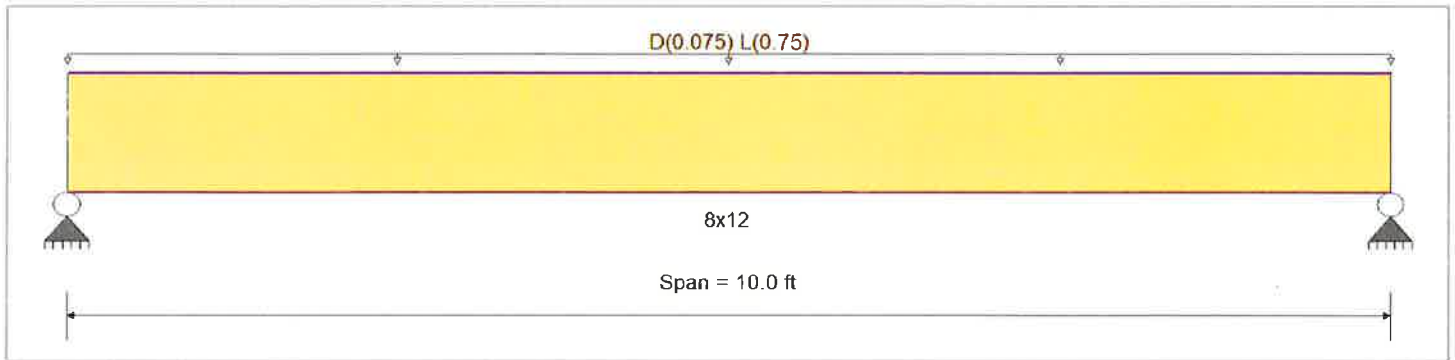 D(0.075) L(0.75)
8x12
Span = 10.0 ft